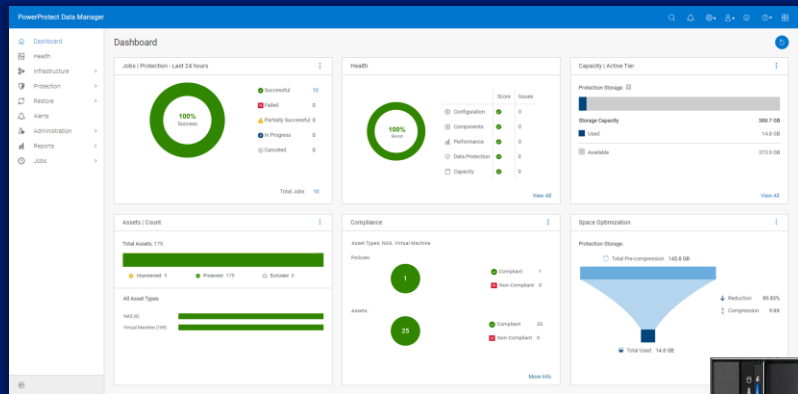 PowerProtect Data Manager
Dashboard
Health
Infrastructure
Protection
Restore
Alerts
Administration
Reports
Jobs
Dashboard
Jobs | Protection - Last 24 hours
100%
Success
Successful 10
Failed 0
Partially Successful 0
In Progress 0
Canceled 0
Total Jobs 10
Health
100%
Good
Score Issues
Configuration 0
Components 0
Performance 0
Data Protection 0
Capacity 0
View All
Capacity | Active Tier
Protection Storage:
Storage Capacity 388.7 GB
Used 14.8 GB
Available 373.9 GB
View All
Assets | Count
Total Assets: 175
Unprotected 0
Protected 175
Excluded 0
All Asset Types
NAS (6)
Virtual Machine (169)
Compliance
Asset Types: NAS, Virtual Machine
Policies:
1
Compliant 1
Non-Compliant 0
Assets:
25
Compliant
Non-Compliant 0
More Info
Space Optimization
Protection Storage:
Total Pre-compression 145.8 GB
Reduction 89.83%
Compression 9.8X
Total Used 14.8 GB